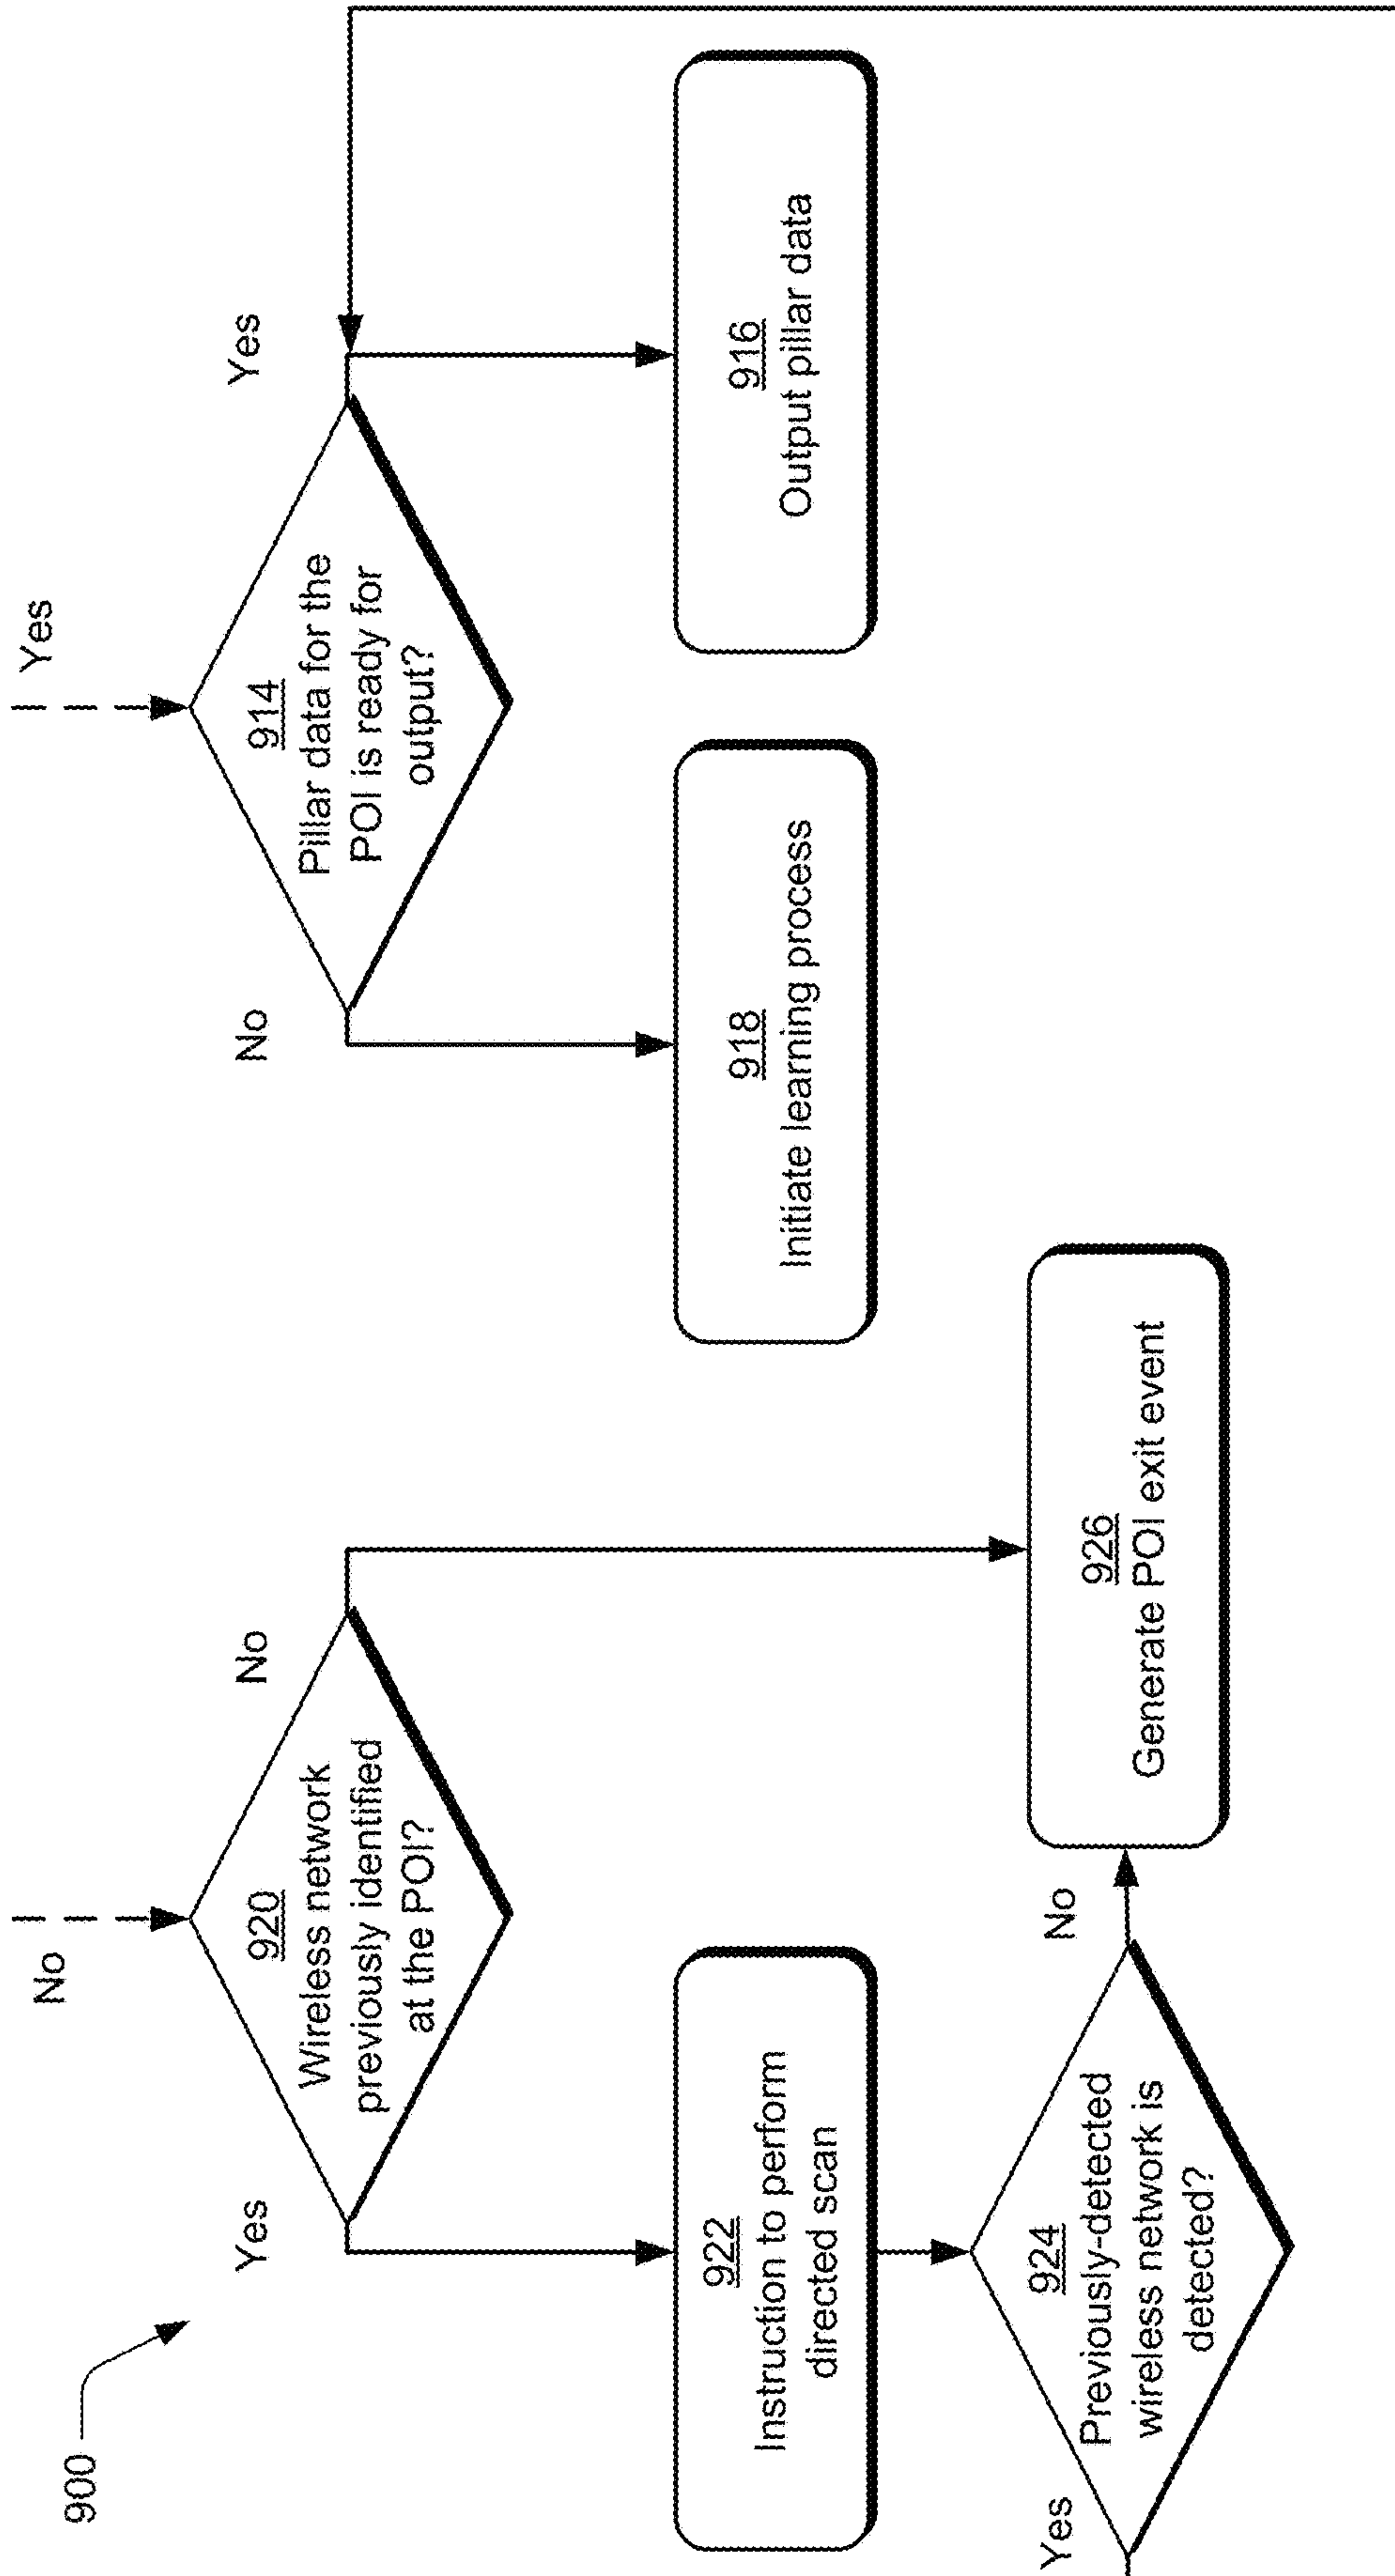 900
No
920
Wireless network
previously identified
at the POI?
Yes
No
922
Instruction to perform
directed scan
924
Previously-detected
wireless network is
detected?
Yes
No
926
Generate POI exit event
Yes
914
Pillar data for the
POI is ready for
output?
No
Yes
918
Initiate learning process
916
Output pillar data